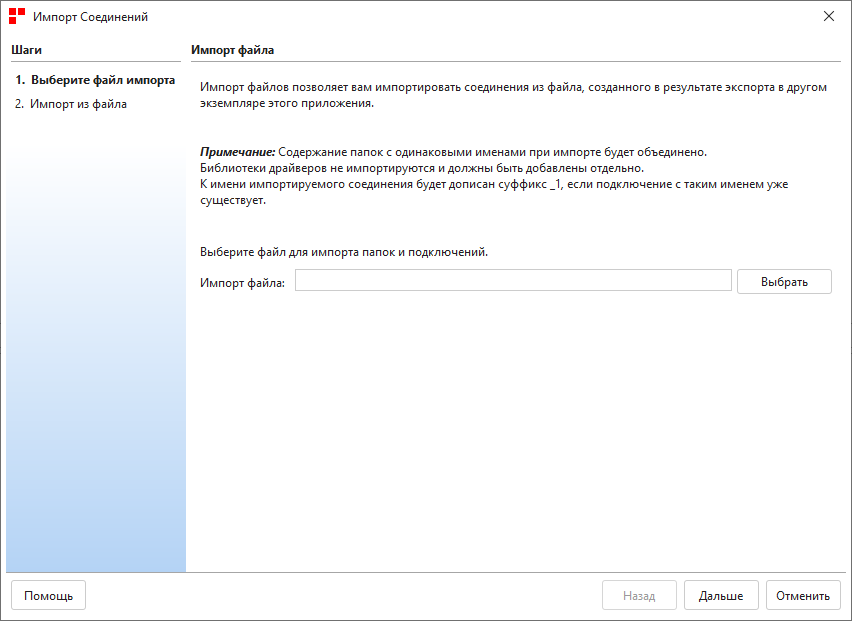 Импорт Соединений
Шаги
1. Выберите файл импорта
2. Импорт из файла
Импорт файла
Импорт файлов позволяет вам импортировать соединения из файла, созданного в результате экспорта в другом
экземпляре этого приложения.
Примечание: Содержание папок с одинаковыми именами при импорте будет объединено.
Библиотеки драйверов не импортируются и должны быть добавлены отдельно.
К имени импортируемого соединения будет дописан суффикс _1, если подключение с таким именем уже
существует.
Выберите файл для импорта папок и подключений.
Импорт файла:
Выбрать
Помощь
Назад
Дальше
Отменить